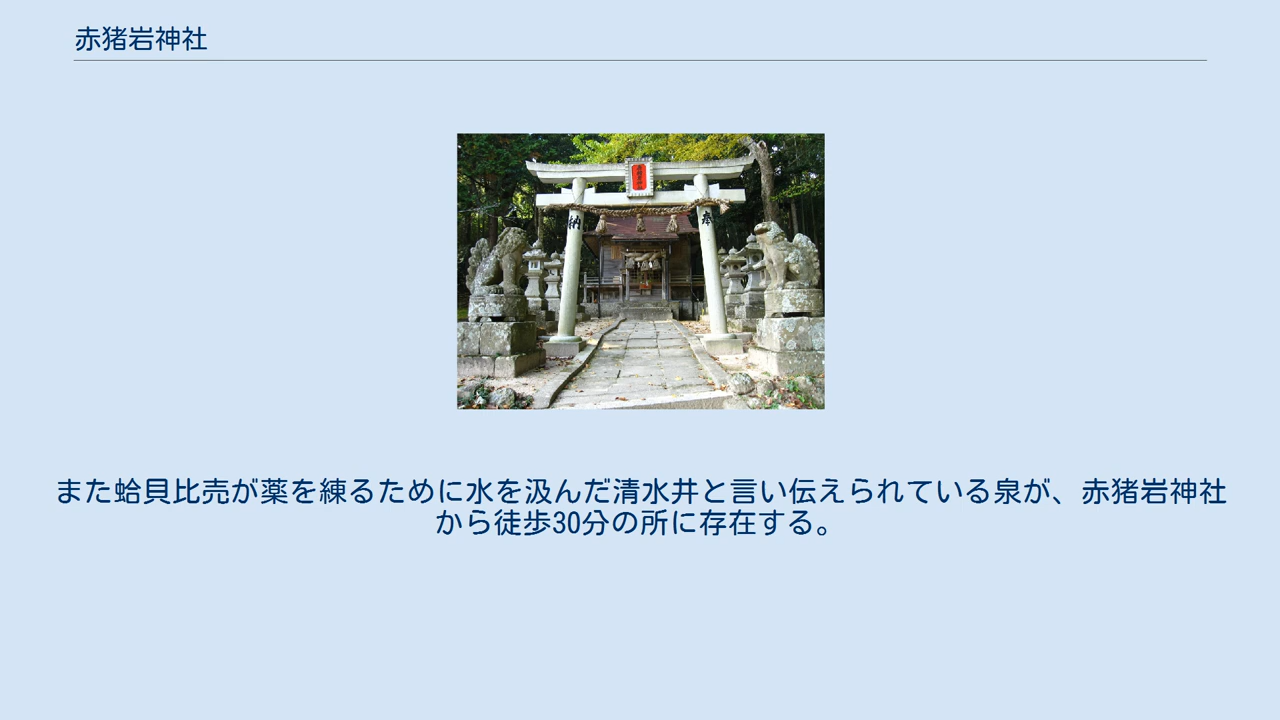 赤猪岩神社
納
奉
また蛤貝比売が薬を練るために水を汲んだ清水井と言い伝えられている泉が、赤猪岩神社
から徒歩30分の所に存在する。